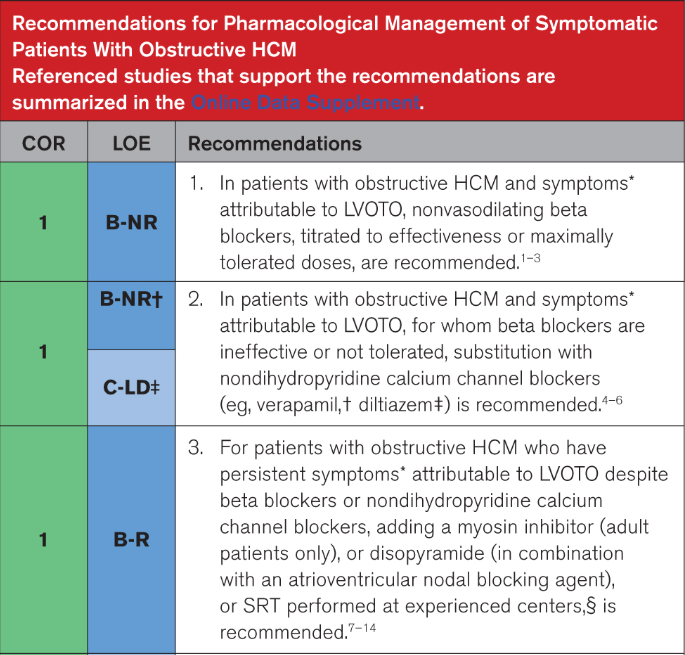 Recommendations for Pharmacological Management of Symptomatic
Patients With Obstructive HCM
Referenced studies that support the recommendations are
summarized in the Online Data Supplement.
COR LOE Recommendations
1 B-NR 1. In patients with obstructive HCM and symptoms*
attributable to LVOTO, nonvasodilating beta
blockers, titrated to effectiveness or maximally
tolerated doses, are recommended.1–3
1 B-NR† 2. In patients with obstructive HCM and symptoms*
attributable to LVOTO, for whom beta blockers are
ineffective or not tolerated, substitution with
C-LD‡ nondihydropyridine calcium channel blockers
(eg, verapamil,† diltiazem‡) is recommended.4–6
1 B-R 3. For patients with obstructive HCM who have
persistent symptoms* attributable to LVOTO despite
beta blockers or nondihydropyridine calcium
channel blockers, adding a myosin inhibitor (adult
patients only), or disopyramide (in combination
with an atrioventricular nodal blocking agent),
or SRT performed at experienced centers,§ is
recommended.7–14